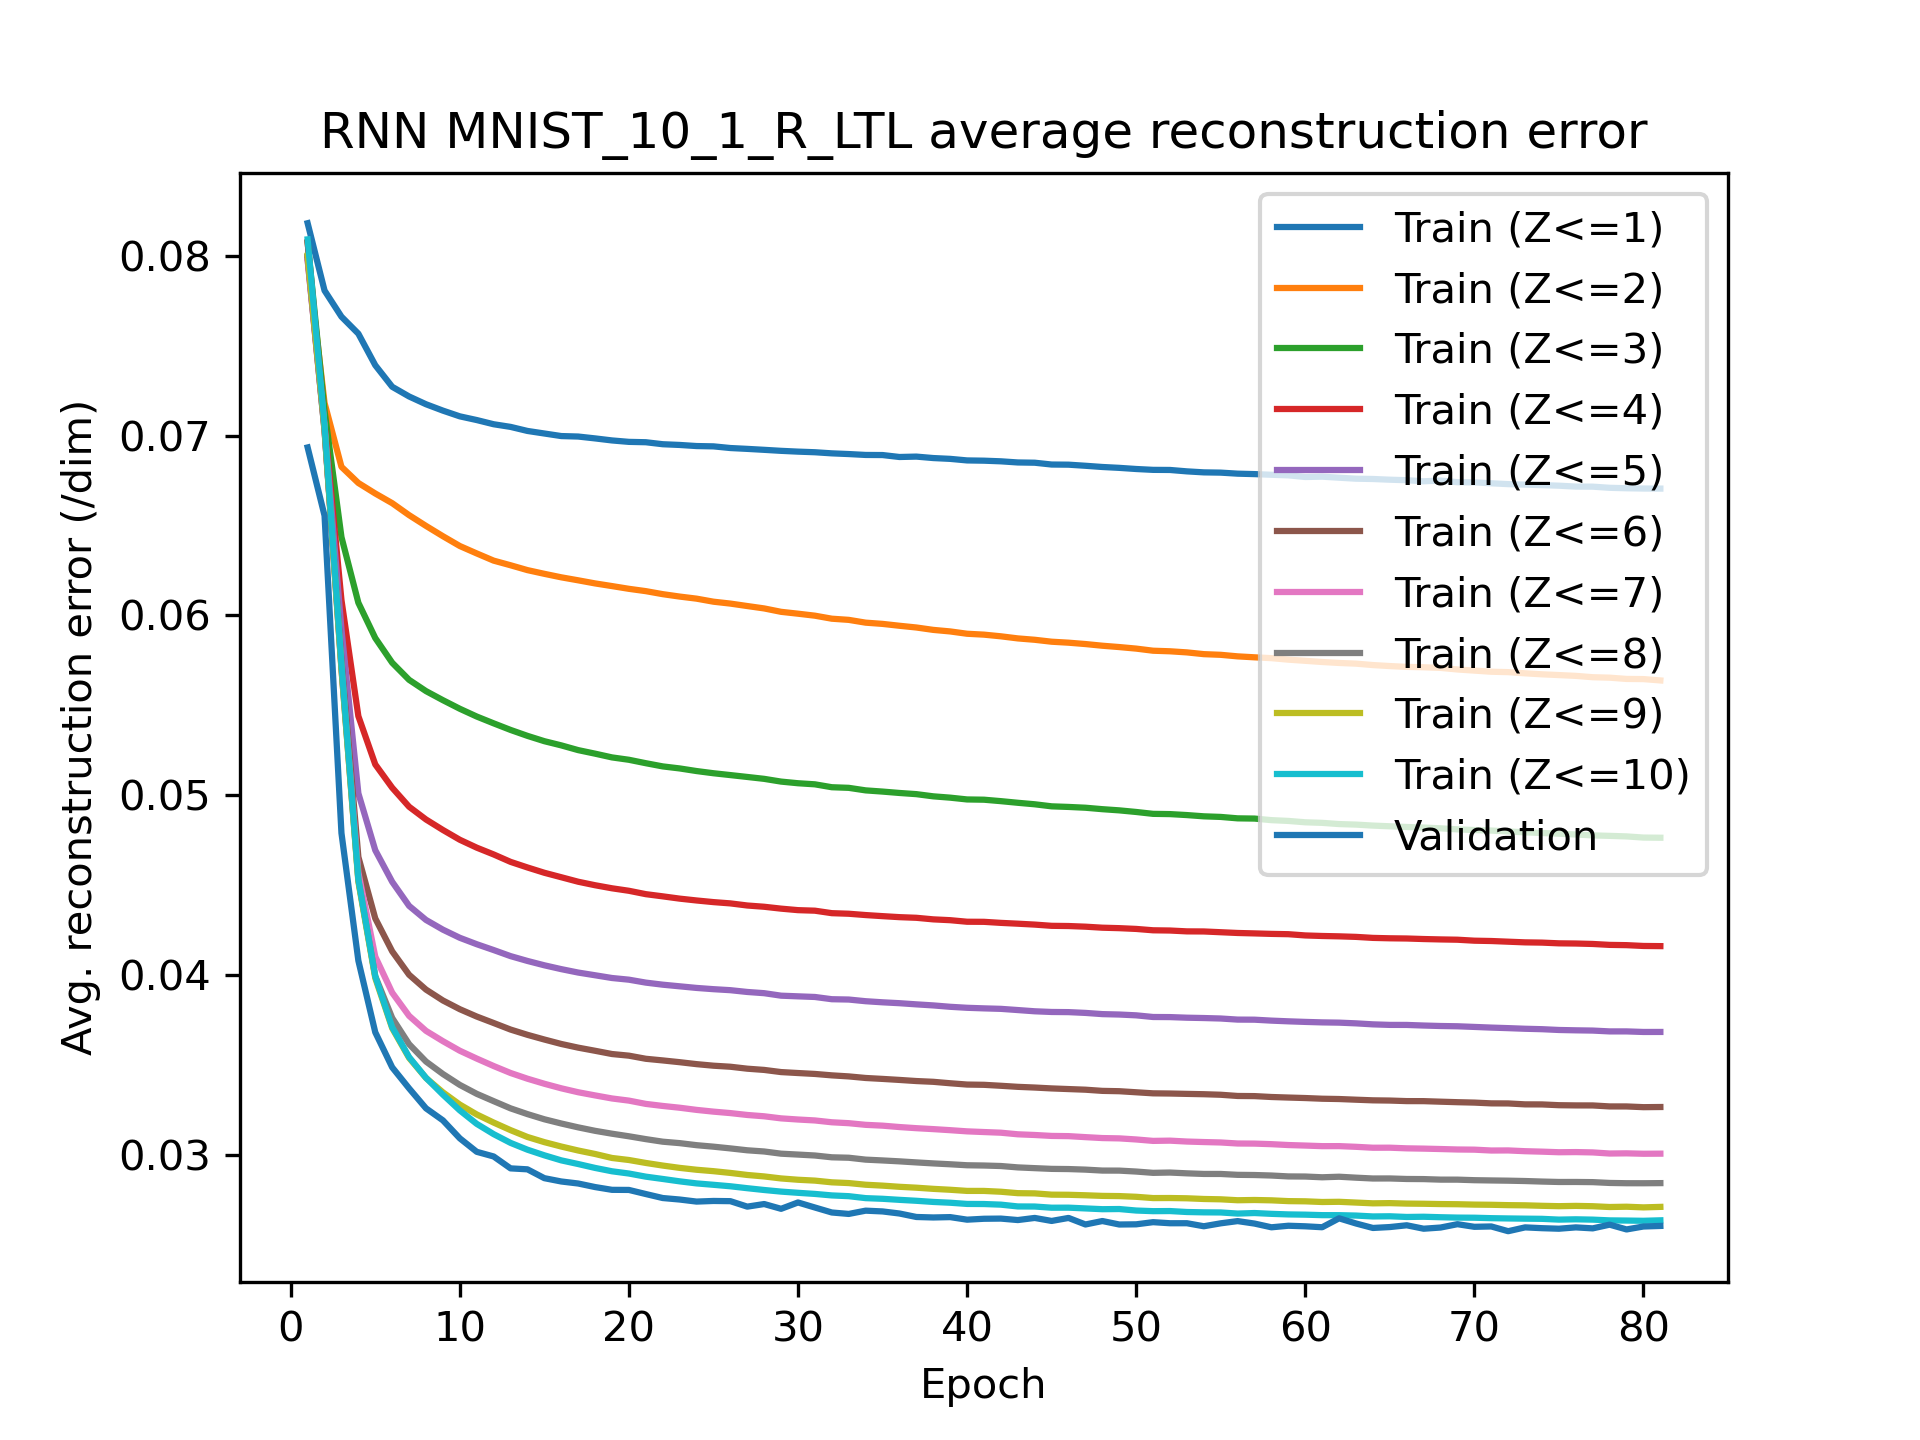 RNN MNIST_10_1_R_LTL average reconstruction error
Avg. reconstruction error (/dim)
0.08
0.07
0.06
0.05
0.04
0.03
Train (Z<=1)
Train (Z<=2)
Train (Z<=3)
Train (Z<=4)
Train (Z<=5)
Train (Z<=6)
Train (Z<=7)
Train (Z<=8)
Train (Z<=9)
Train (Z<=10)
Validation
0 10 20 30 40 50 60 70 80
Epoch